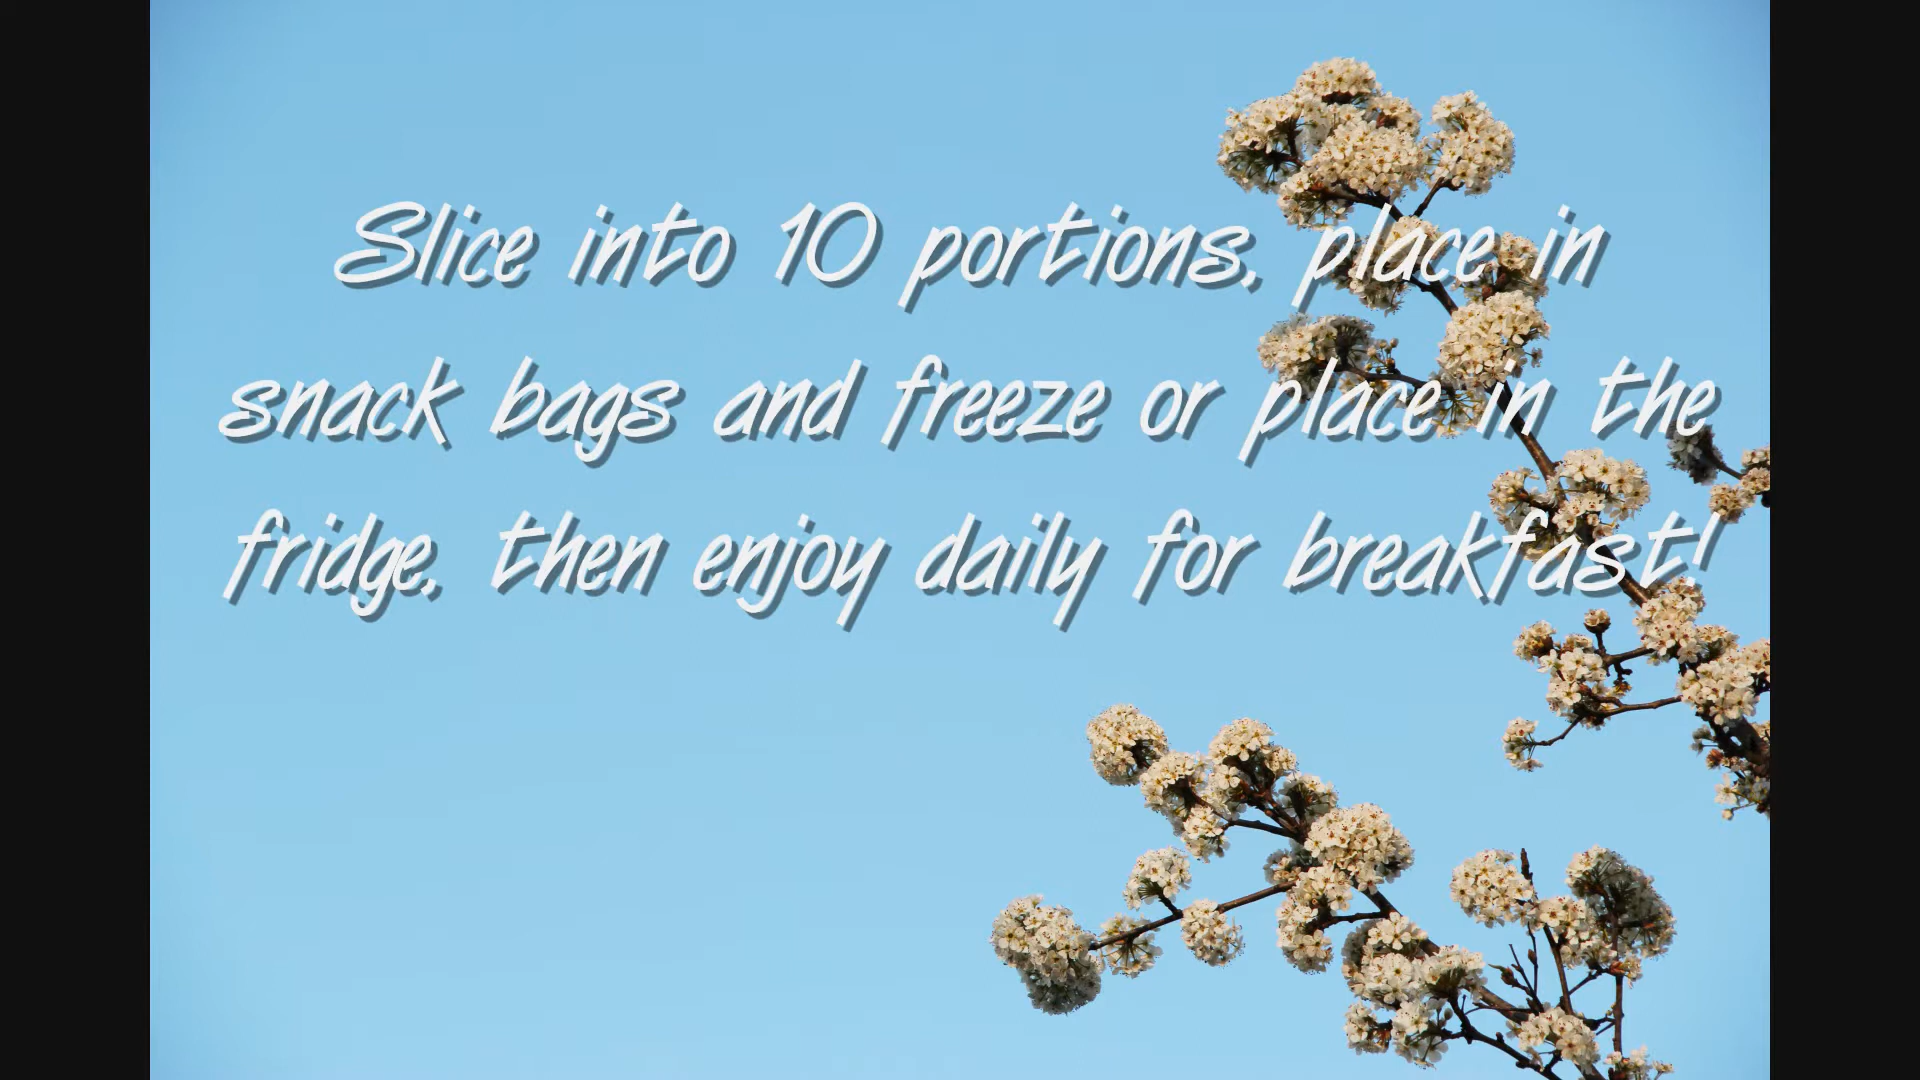 Slice into 10 portions, place in
snack bags and freeze or place in the
fridge, then enjoy daily for breakfast!